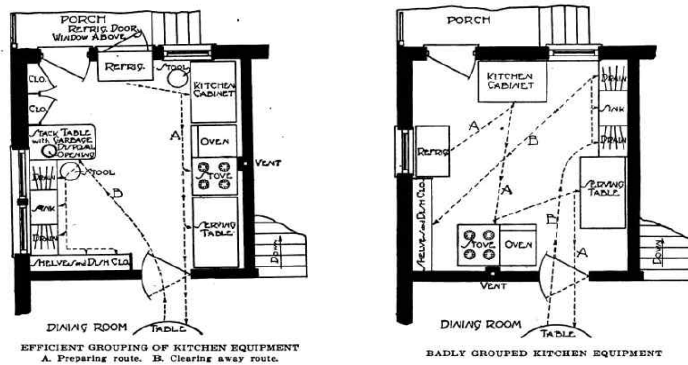 PORCH
REFRIG. DOOR
WINDOW ABOVE
REFRIG.
STOOL
KITCHEN
CABINET
CLO.
CLO.
A
STACK TABLE
with GARBAGE
DISPOSAL
OPENING
OVEN
VENT
DRAIN
STOOL
B
STOVE
SINK
DRAIN
SERVING
TABLE
SHELVES and DISH CLO.
DOWN
DINING ROOM
TABLE
EFFICIENT GROUPING OF KITCHEN EQUIPMENT
A. Preparing route. B. Clearing away route.
PORCH
KITCHEN
CABINET
DRAIN
SINK
DRAIN
A
B
REFRIG
A
SERVING
TABLE
SHELVES and DISH CLO.
B
STOVE
OVEN
A
DOWN
VENT
DINING ROOM
TABLE
BADLY GROUPED KITCHEN EQUIPMENT